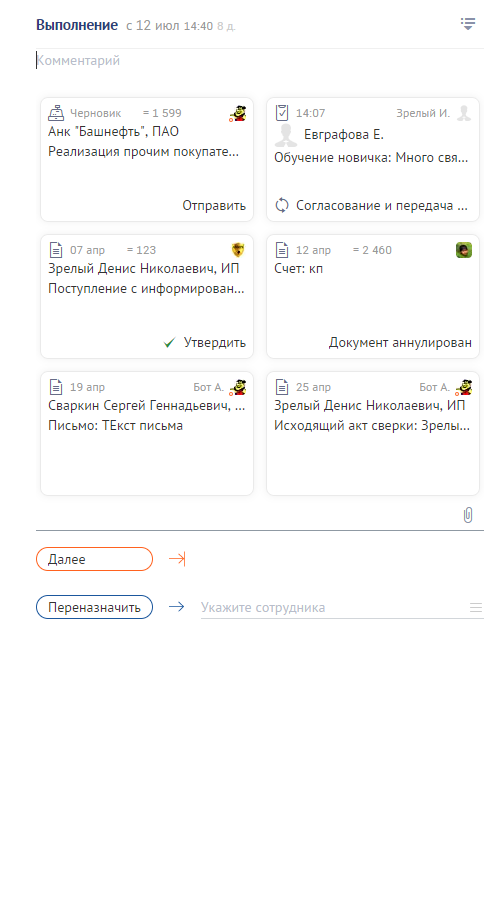 Выполнение с 12 июл 14:40 8 д.
Комментарий
Черновик = 1 599
Анк "Башнефть", ПАО
Реализация прочим покупате...
Отправить
14:07 Зрелый И.
Евграфова Е.
Обучение новичка: Много свя...
Согласование и передача ...
07 апр = 123
Зрелый Денис Николаевич, ИП
Поступление с информирован...
Утвердить
12 апр = 2 460
Счет: кп
Документ аннулирован
19 апр Бот А.
Сваркин Сергей Геннадьевич, ...
Письмо: ТЕкст письма
25 апр Бот А.
Зрелый Денис Николаевич, ИП
Исходящий акт сверки: Зрелы...
Далее
Переназначить Укажите сотрудника